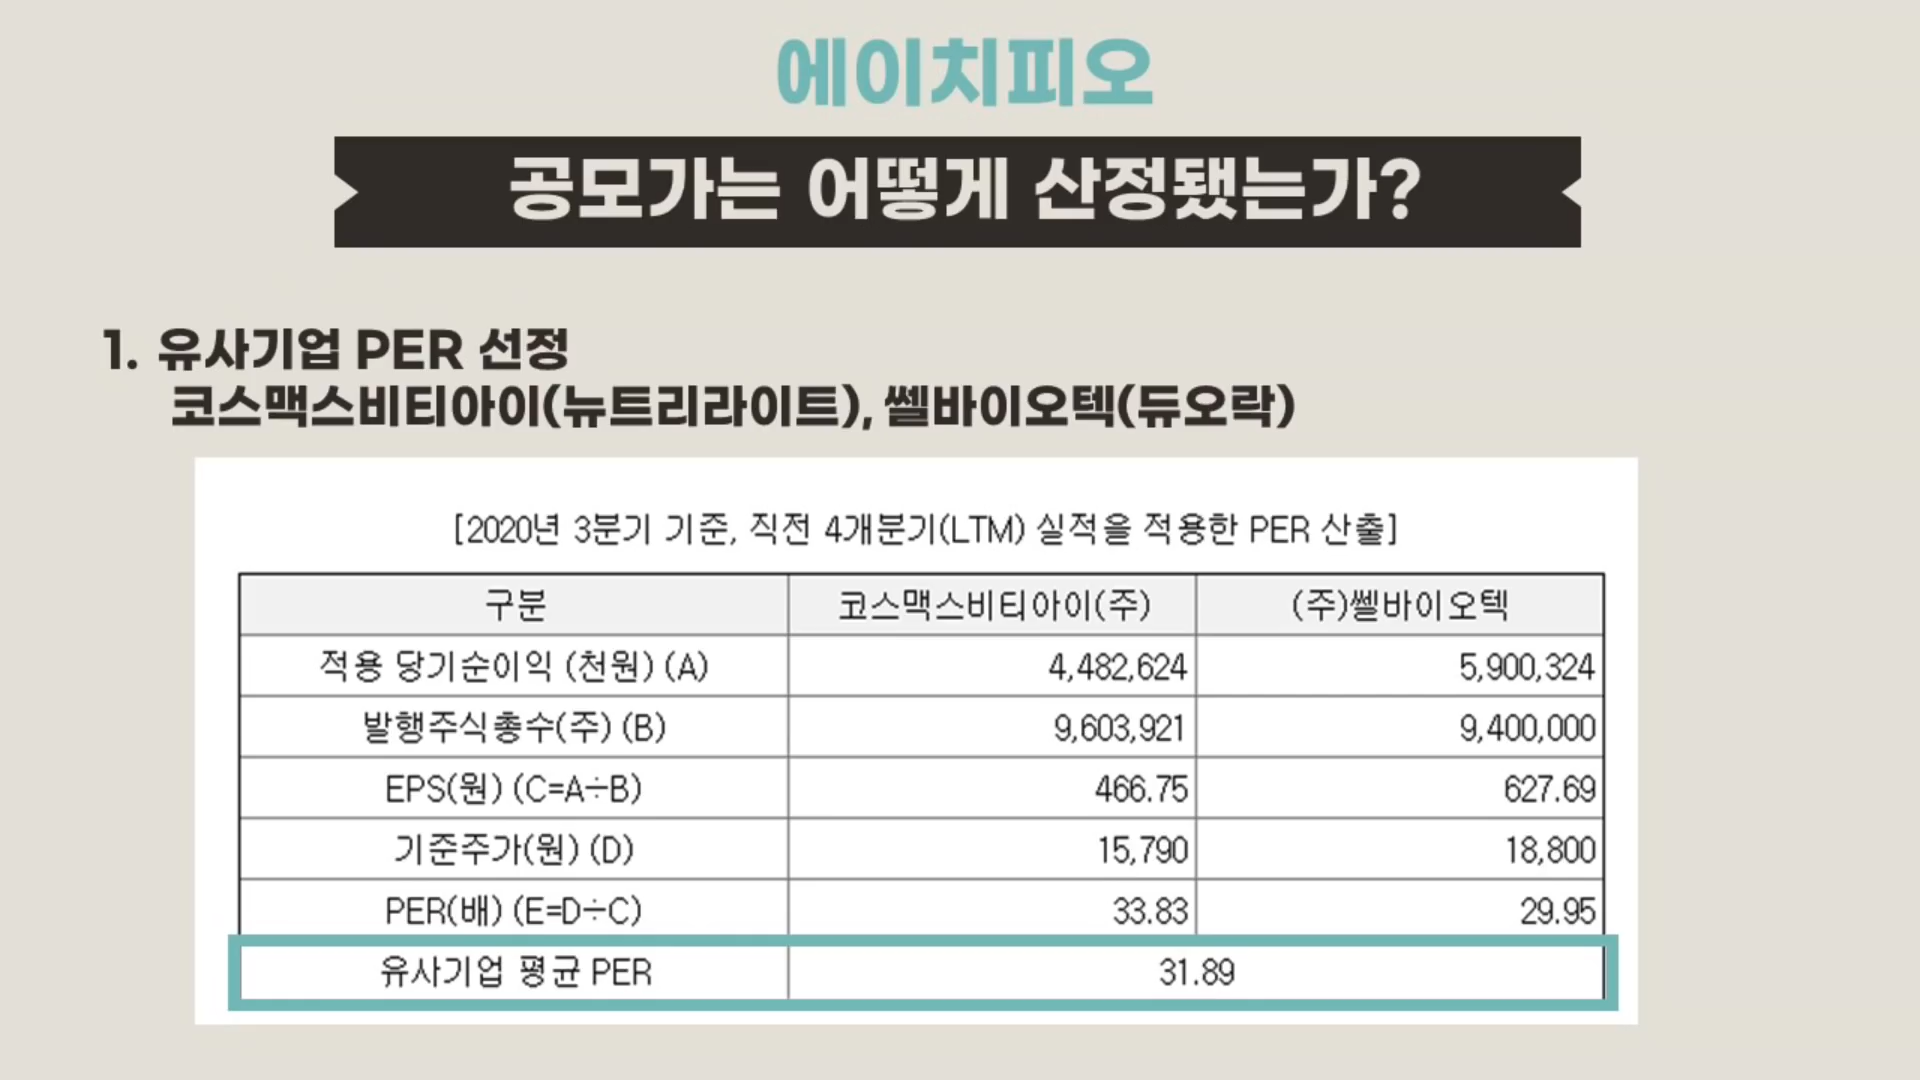 에이치피오
공모가는 어떻게 산정됐는가?
1. 유사기업 PER 선정
코스맥스비티아이(뉴트리라이트), 쎌바이오텍(듀오락)
[2020년 3분기 기준, 직전 4개분기(LTM) 실적을 적용한 PER 산출]
구분 코스맥스비티아이(주) (주)쎌바이오텍
적용 당기순이익 (천원) (A) 4,482,624 5,900,324
발행주식총수(주) (B) 9,603,921 9,400,000
EPS(원) (C=A÷B) 466.75 627.69
기준주가(원) (D) 15,790 18,800
PER(배) (E=D÷C) 33.83 29.95
유사기업 평균 PER 31.89